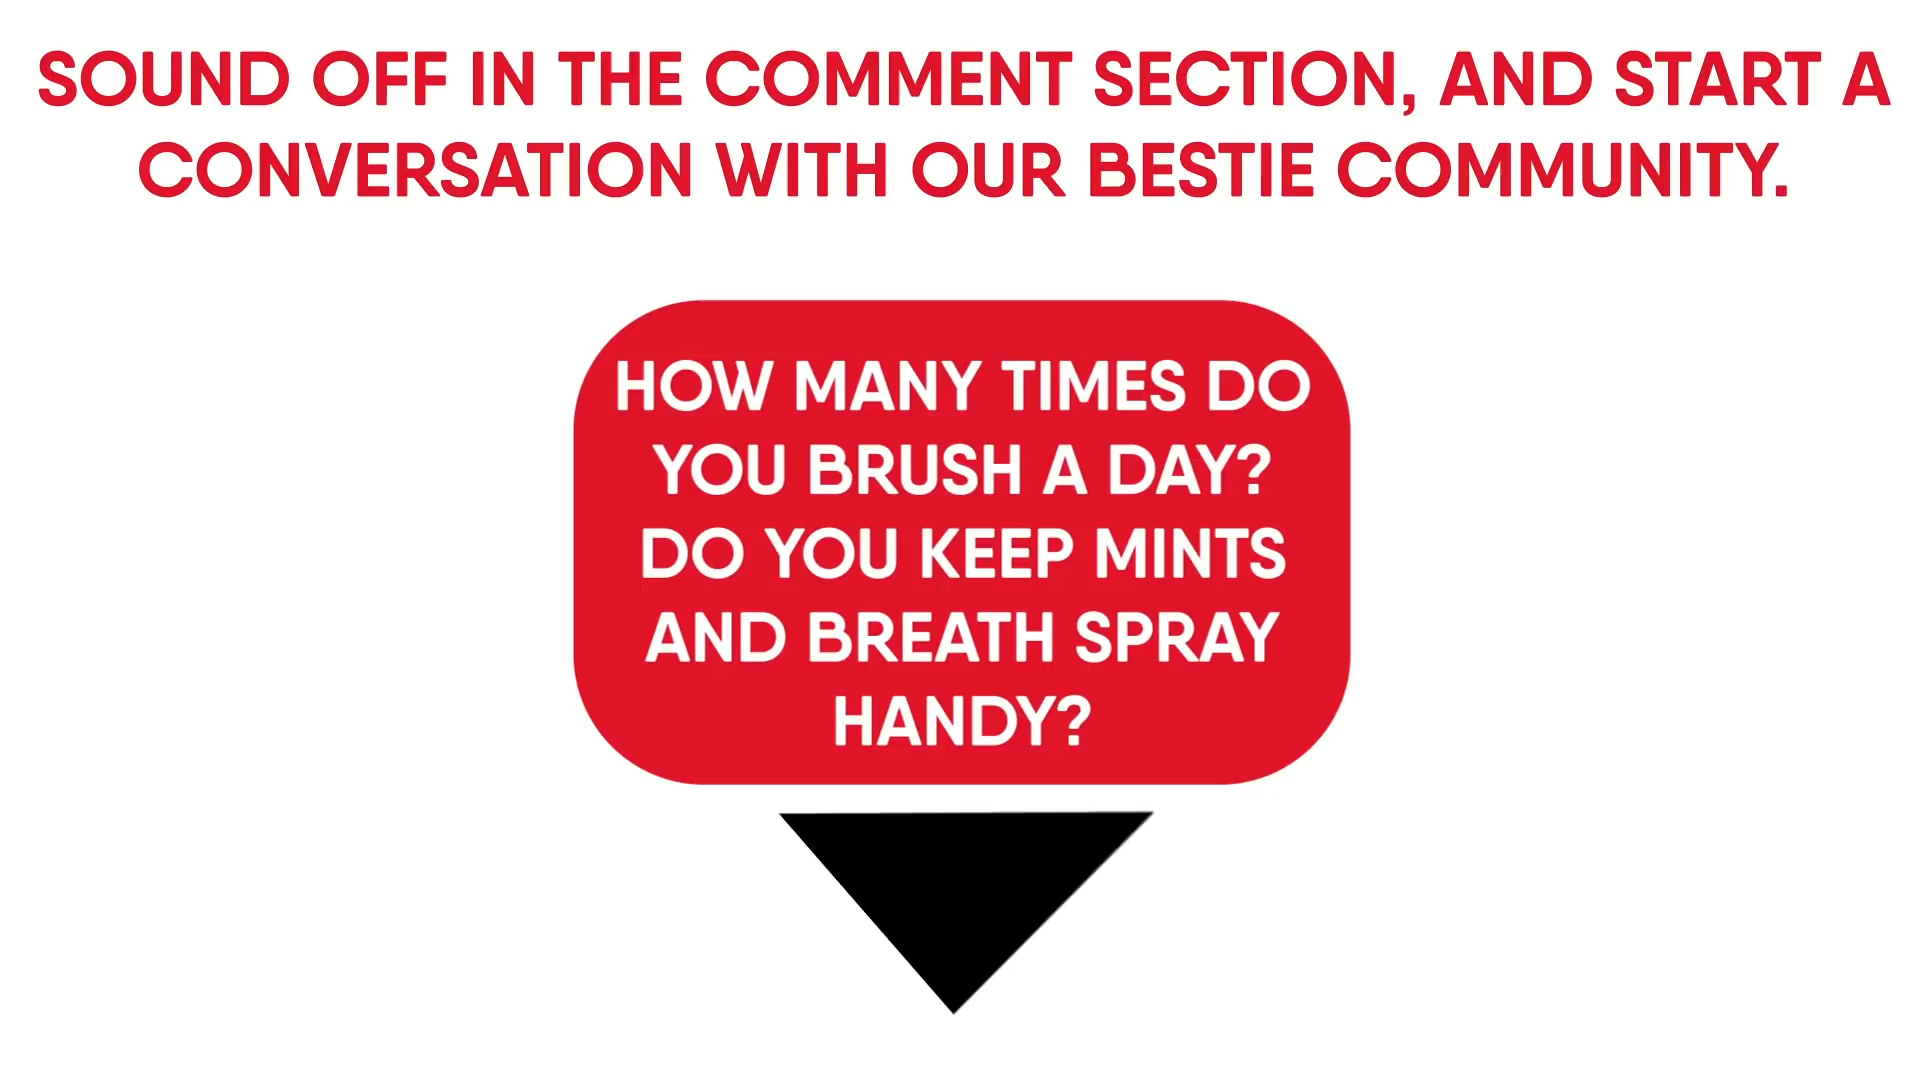 SOUND OFF IN THE COMMENT SECTION, AND START A
CONVERSATION WITH OUR BESTIE COMMUNITY.
HOW MANY TIMES DO
YOU BRUSH A DAY?
DO YOU KEEP MINTS
AND BREATH SPRAY
HANDY?